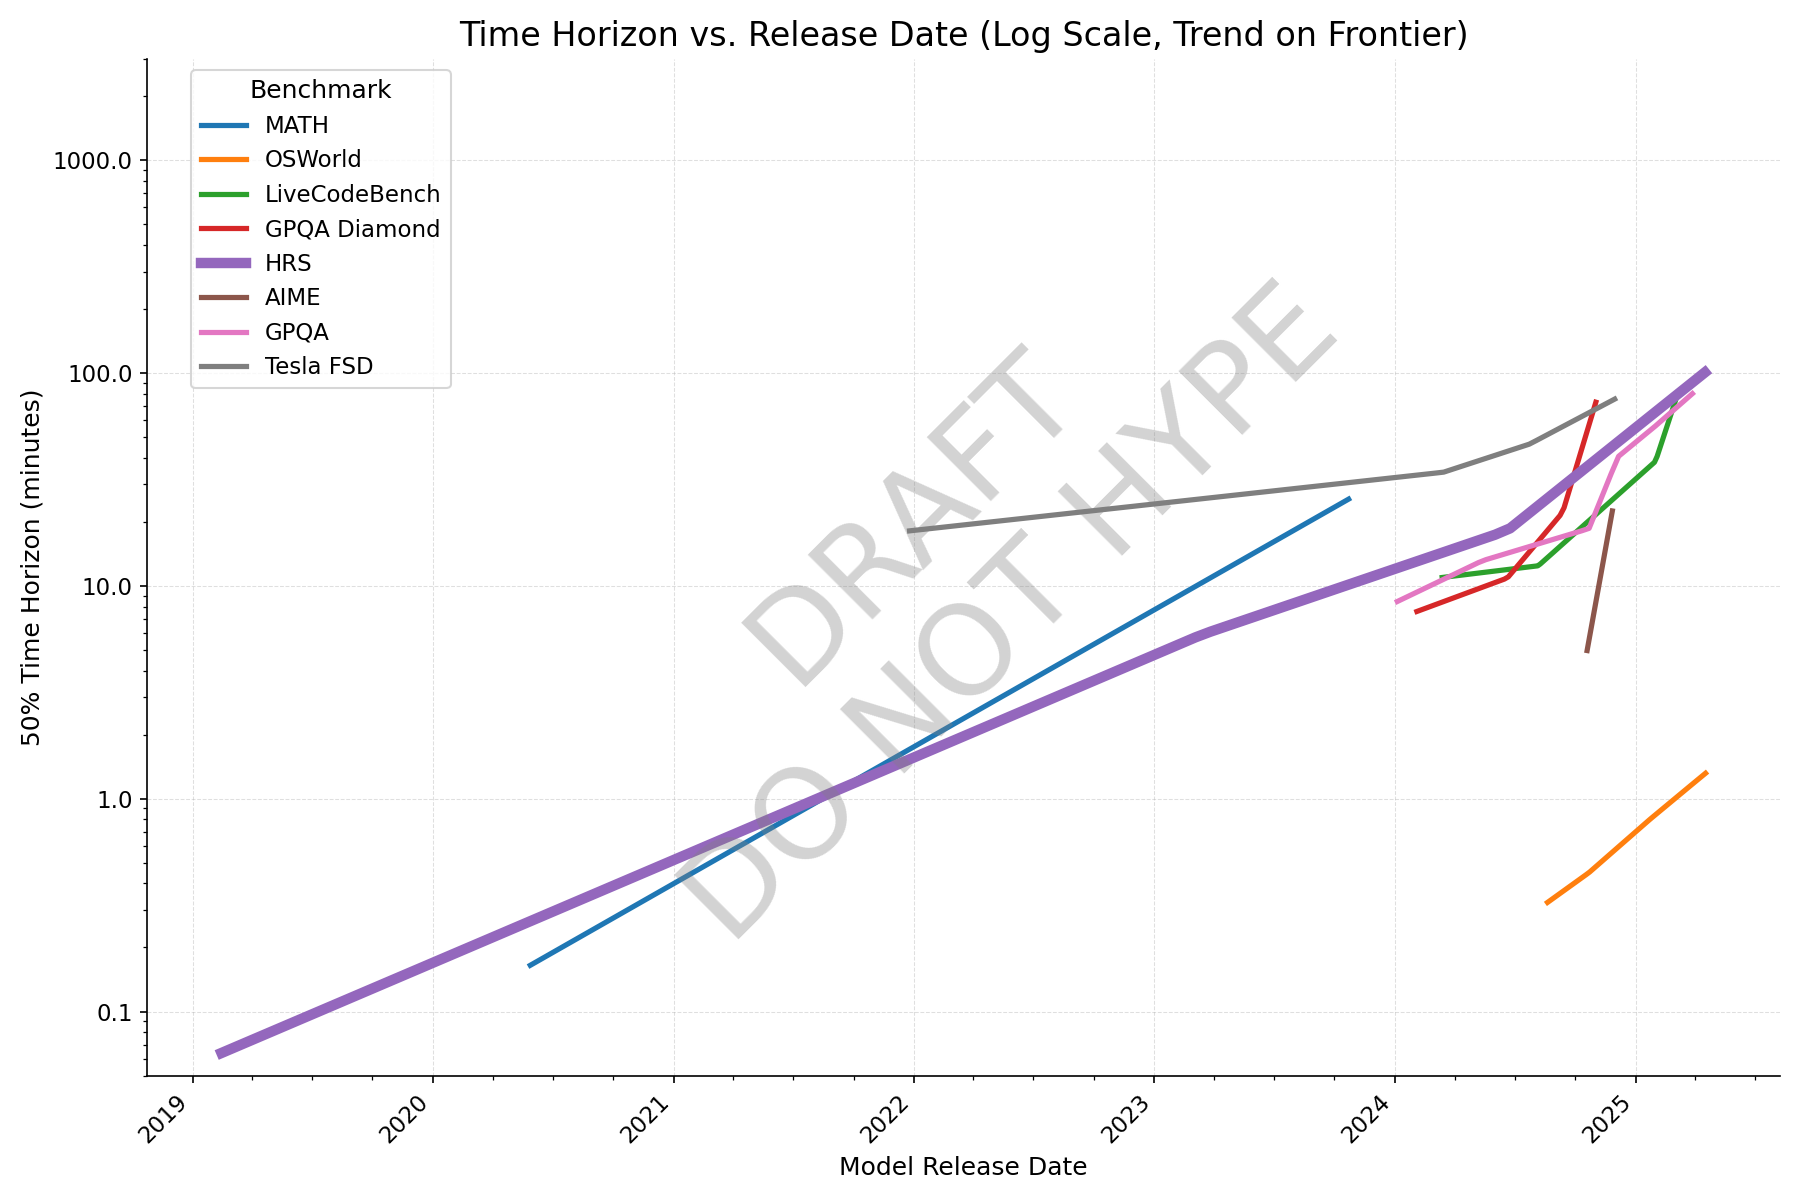 Time Horizon vs. Release Date (Log Scale, Trend on Frontier)
Benchmark
MATH
OSWorld
LiveCodeBench
GPQA Diamond
HRS
AIME
GPQA
Tesla FSD
50% Time Horizon (minutes)
1000.0
100.0
10.0
1.0
0.1
DRAFT
DO NOT HYPE
2019
2020
2021
2022
2023
2024
2025
Model Release Date